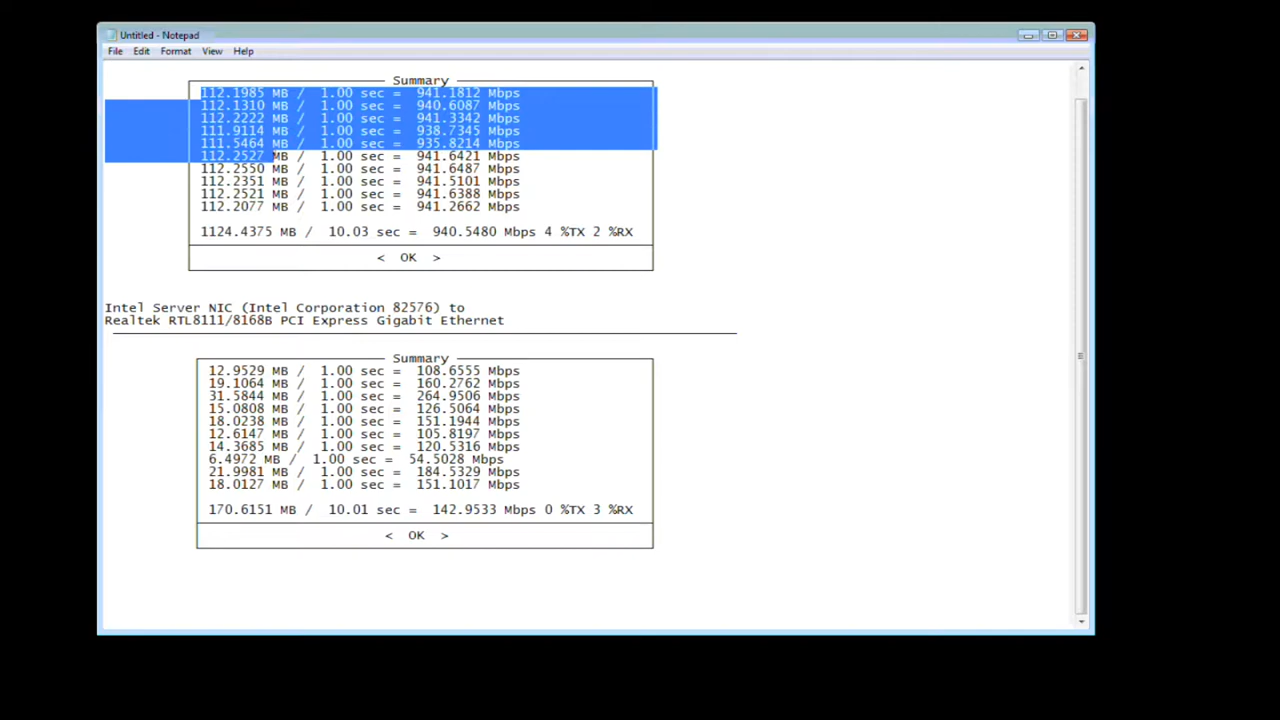 Untitled - Notepad
File Edit Format View Help
Summary
112.1985 MB / 1.00 sec = 941.1812 Mbps
112.1310 MB / 1.00 sec = 940.6087 Mbps
112.2222 MB / 1.00 sec = 941.3342 Mbps
111.9114 MB / 1.00 sec = 938.7345 Mbps
111.5464 MB / 1.00 sec = 935.8214 Mbps
112.2527 MB / 1.00 sec = 941.6421 Mbps
112.2550 MB / 1.00 sec = 941.6487 Mbps
112.2351 MB / 1.00 sec = 941.5101 Mbps
112.2521 MB / 1.00 sec = 941.6388 Mbps
112.2077 MB / 1.00 sec = 941.2662 Mbps
1124.4375 MB / 10.03 sec = 940.5480 Mbps 4 %TX 2 %RX
< OK >
Intel Server NIC (Intel Corporation 82576) to
Realtek RTL8111/8168B PCI Express Gigabit Ethernet
Summary
12.9529 MB / 1.00 sec = 108.6555 Mbps
19.1064 MB / 1.00 sec = 160.2762 Mbps
31.5844 MB / 1.00 sec = 264.9506 Mbps
15.0808 MB / 1.00 sec = 126.5064 Mbps
18.0238 MB / 1.00 sec = 151.1944 Mbps
12.6147 MB / 1.00 sec = 105.8197 Mbps
14.3685 MB / 1.00 sec = 120.5316 Mbps
6.4972 MB / 1.00 sec = 54.5028 Mbps
21.9981 MB / 1.00 sec = 184.5329 Mbps
18.0127 MB / 1.00 sec = 151.1017 Mbps
170.6151 MB / 10.01 sec = 142.9533 Mbps 0 %TX 3 %RX
< OK >